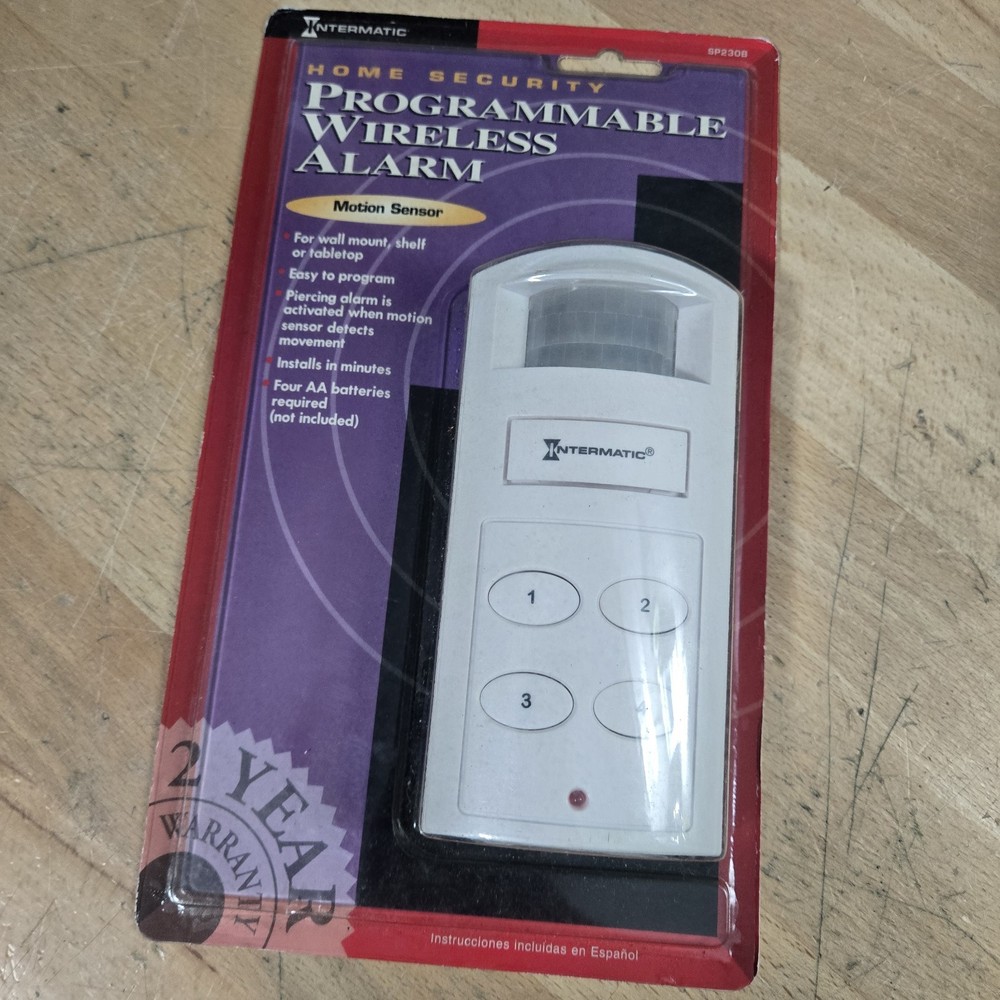 INTERMATIC
SP230B
HOME SECURITY
PROGRAMMABLE
WIRELESS
ALARM
Motion Sensor
For wall mount, shelf
or tabletop
Easy to program
Piercing alarm is
activated when motion
sensor detects
movement
Installs in minutes
Four AA batteries
required
(not included)
INTERMATIC®
1
2
3
4
2 YEAR
WARRANTY
Instrucciones incluídas en Español